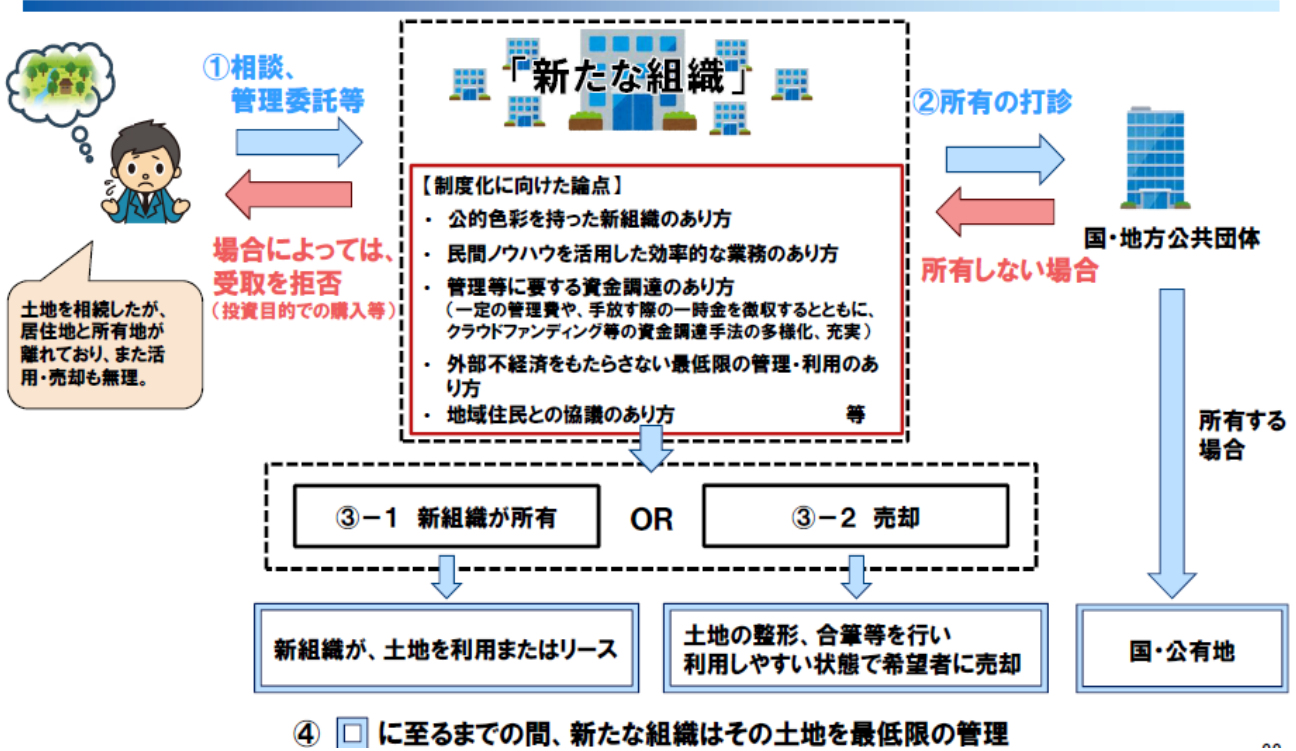 ①相談、
管理委託等
「新たな組織」
②所有の打診
【制度化に向けた論点】
・ 公的色彩を持った新組織のあり方
・ 民間ノウハウを活用した効率的な業務のあり方
・ 管理等に要する資金調達のあり方
（一定の管理費や、手放す際の一時金を徴収するとともに、
クラウドファンディング等の資金調達手法の多様化、充実）
・ 外部不経済をもたらさない最低限の管理・利用のあ
り方
・ 地域住民との協議のあり方 等
場合によっては、
受取を拒否
（投資目的での購入等）
土地を相続したが、
居住地と所有地が
離れており、また活
用・売却も無理。
国・地方公共団体
所有しない場合
所有する
場合
③－１ 新組織が所有
OR
③－２ 売却
新組織が、土地を利用またはリース
土地の整形、合筆等を行い
利用しやすい状態で希望者に売却
国・公有地
④ □ に至るまでの間、新たな組織はその土地を最低限の管理